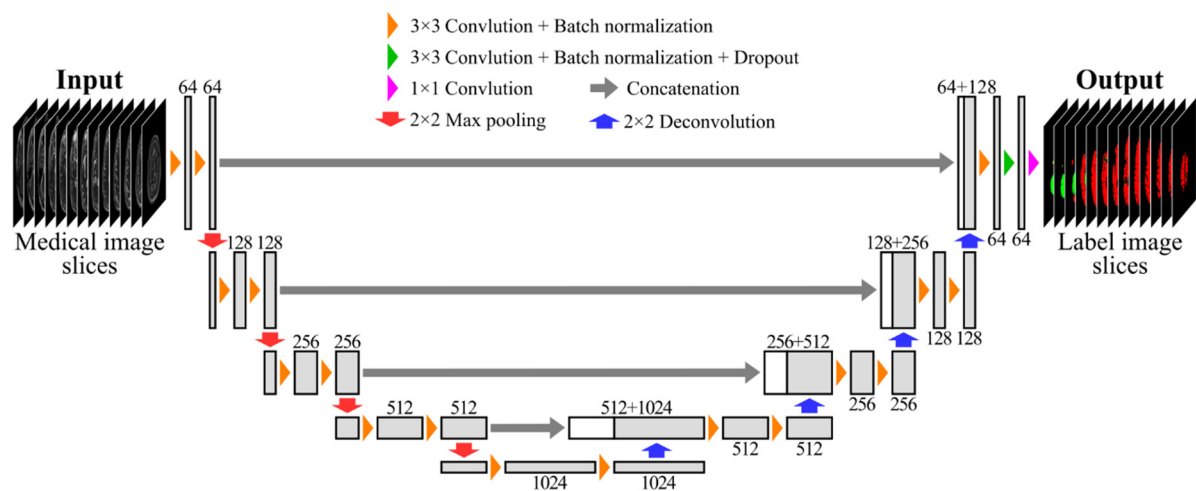 3×3 Convlution + Batch normalization
3×3 Convlution + Batch normalization + Dropout
1×1 Convlution
Concatenation
2×2 Max pooling
2×2 Deconvolution
Input
Output
64 64
64+128
Medical image
slices
64 64
Label image
slices
128 128
128+256
128 128
256 256
256+512
256 256
512 512
512+1024
512 512
1024 1024